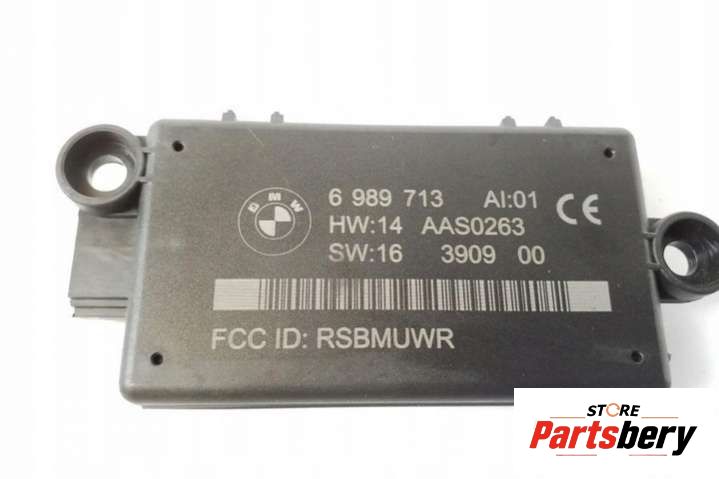 BMW
6 989 713 AI:01 CE
HW:14 AAS0263
SW:16 3909 00
FCC ID: RSBMUWR
STORE
Partsbery